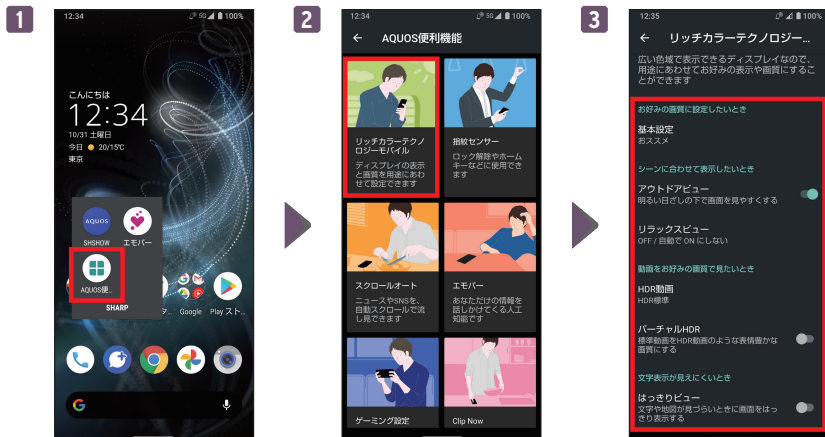 1
12:34
5G 100%
こんにちは
12:34
10/31 土曜日
今日 20/15℃
東京
AQUOS
SHSHOW
エモパー
AQUOS便..
SHARP
Google
Play スト..
2
12:34
5G 100%
← AQUOS便利機能
リッチカラーテクノ
ロジーモバイル
ディスプレイの表示
と画質を用途にあわ
せて設定できます
指紋センサー
ロック解除やホーム
キーなどに使用でき
ます
スクロールオート
ニュースやSNSを、
自動スクロールで流
し見できます
エモパー
あなただけの情報を
話しかけてくる人工
知能です
ゲーミング設定
Clip Now
3
12:35
100%
← リッチカラーテクノロジー...
広い色域で表示できるディスプレイなので、
用途にあわせてお好みの表示や画質にするこ
とができます
お好みの画質に設定したいとき
基本設定
おススメ
シーンに合わせて表示したいとき
アウトドアビュー
明るい日ざしの下で画面を見やすくする
リラックスビュー
OFF / 自動で ON にしない
動画をお好みの画質で見たいとき
HDR動画
HDR標準
バーチャルHDR
標準動画をHDR動画のような表情豊かな
画質にする
文字表示が見えにくいとき
はっきりビュー
文字や地図が見づらいときに画面をはっ
きり表示する